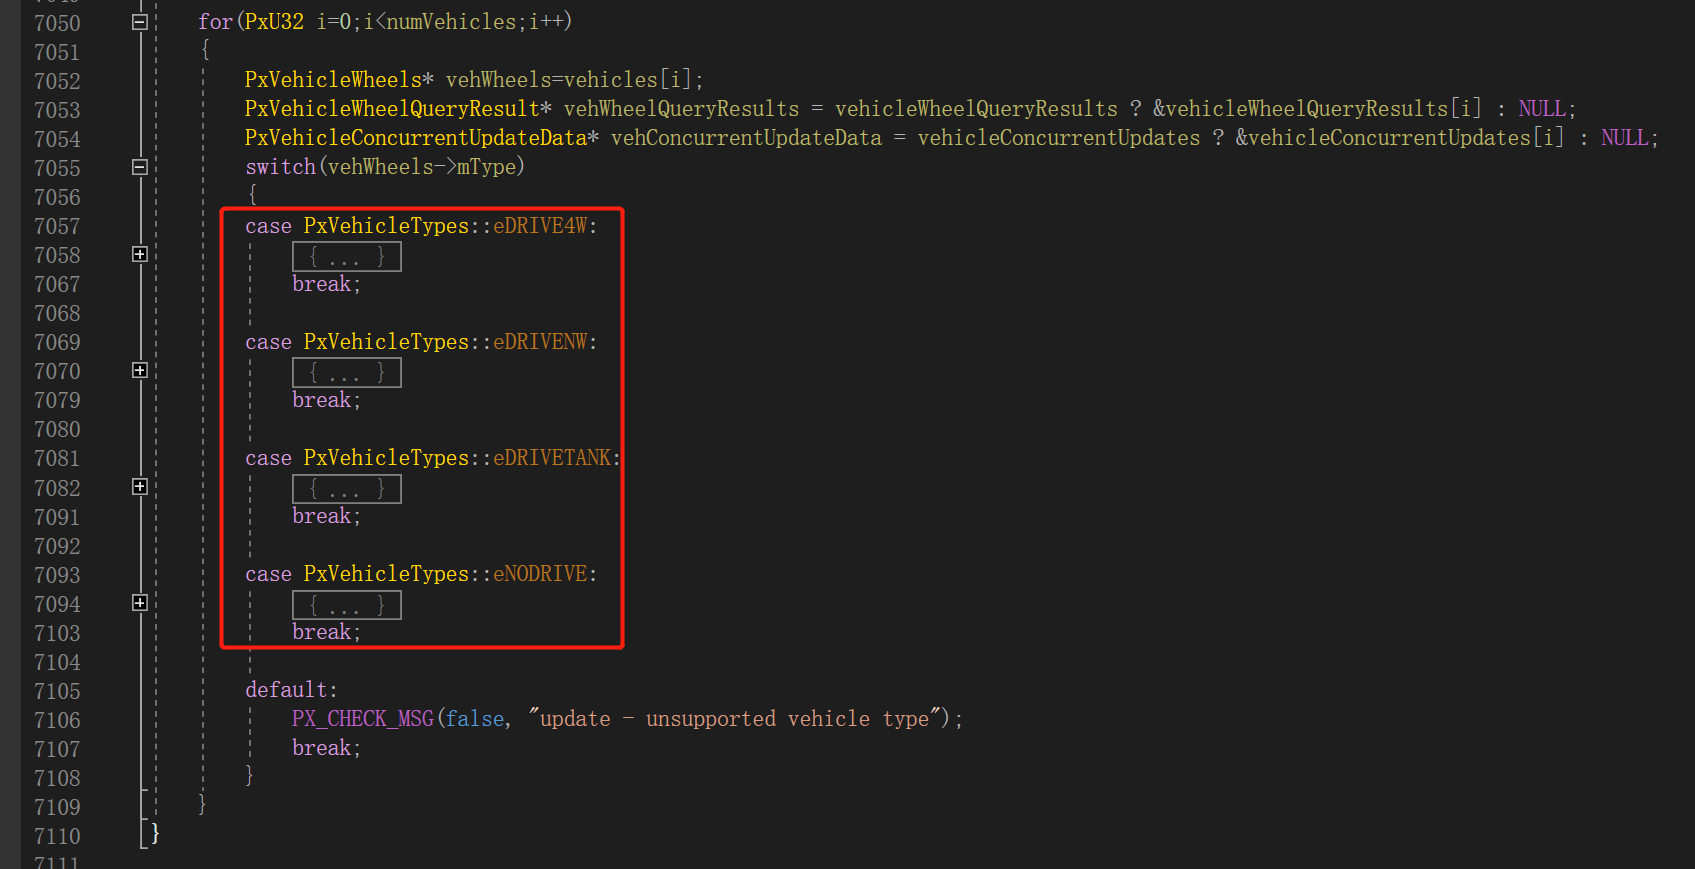 7050 for(PxU32 i=0;i<numVehicles;i++)
7051 {
7052 PxVehicleWheels* vehWheels=vehicles[i];
7053 PxVehicleWheelQueryResult* vehWheelQueryResults = vehicleWheelQueryResults ? &vehicleWheelQueryResults[i] : NULL;
7054 PxVehicleConcurrentUpdateData* vehConcurrentUpdateData = vehicleConcurrentUpdates ? &vehicleConcurrentUpdates[i] : NULL;
7055 switch(vehWheels->mType)
7056 {
7057 case PxVehicleTypes::eDRIVE4W:
7058 { ... }
7067 break;
7068
7069 case PxVehicleTypes::eDRIVENW:
7070 { ... }
7079 break;
7080
7081 case PxVehicleTypes::eDRIVETANK:
7082 { ... }
7091 break;
7092
7093 case PxVehicleTypes::eNODRIVE:
7094 { ... }
7103 break;
7104
7105 default:
7106 PX_CHECK_MSG(false, "update - unsupported vehicle type");
7107 break;
7108 }
7109 }
7110 }
7111